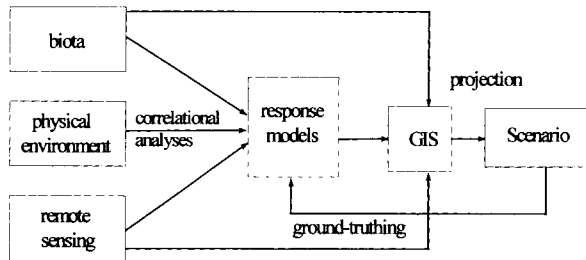 biota
projection
physical
environment
correlational
analyses
response
models
GIS
Scenario
remote
sensing
ground-truthing